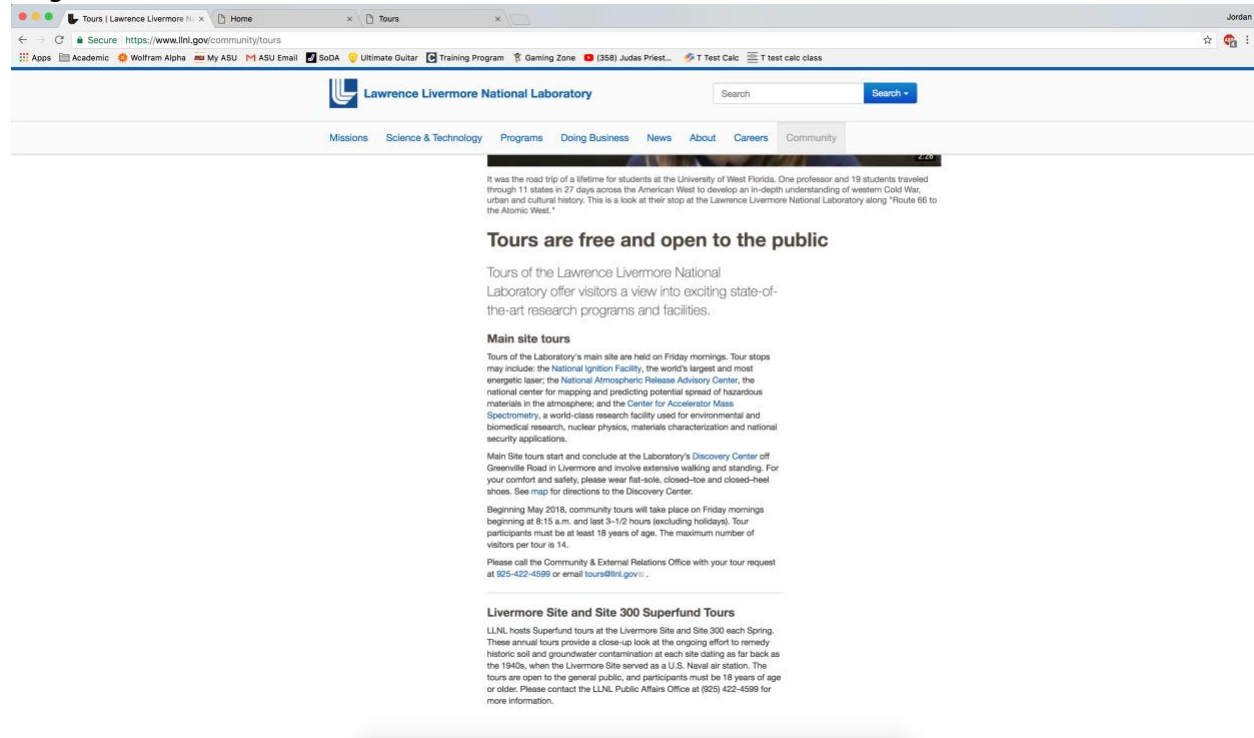 Tours | Lawrence Livermore Na
Home
Tours
Jordan
Secure https://www.llnl.gov/community/tours
Apps Academic Wolfram Alpha My ASU ASU Email SoDA Ultimate Guitar Training Program Gaming Zone (358) Judas Priest... T Test Calc T test calc class
Lawrence Livermore National Laboratory
Search
Search
Missions Science & Technology Programs Doing Business News About Careers Community
2:26
It was the road trip of a lifetime for students at the University of West Florida. One professor and 19 students traveled
through 11 states in 27 days across the American West to develop an in-depth understanding of western Cold War,
urban and cultural history. This is a look at their stop at the Lawrence Livermore National Laboratory along "Route 66 to
the Atomic West."
Tours are free and open to the public
Tours of the Lawrence Livermore National
Laboratory offer visitors a view into exciting state-of-
the-art research programs and facilities.
Main site tours
Tours of the Laboratory's main site are held on Friday mornings. Tour stops
may include: the National Ignition Facility, the world's largest and most
energetic laser; the National Atmospheric Release Advisory Center, the
national center for mapping and predicting potential spread of hazardous
materials in the atmosphere; and the Center for Accelerator Mass
Spectrometry, a world-class research facility used for environmental and
biomedical research, nuclear physics, materials characterization and national
security applications.
Main Site tours start and conclude at the Laboratory's Discovery Center off
Greenville Road in Livermore and involve extensive walking and standing. For
your comfort and safety, please wear flat-sole, closed–toe and closed–heel
shoes. See map for directions to the Discovery Center.
Beginning May 2018, community tours will take place on Friday mornings
beginning at 8:15 a.m. and last 3–1/2 hours (excluding holidays). Tour
participants must be at least 18 years of age. The maximum number of
visitors per tour is 14.
Please call the Community & External Relations Office with your tour request
at 925-422-4599 or email tours@llnl.gov .
Livermore Site and Site 300 Superfund Tours
LLNL hosts Superfund tours at the Livermore Site and Site 300 each Spring.
These annual tours provide a close-up look at the ongoing effort to remedy
historic soil and groundwater contamination at each site dating as far back as
the 1940s, when the Livermore Site served as a U.S. Naval air station. The
tours are open to the general public, and participants must be 18 years of age
or older. Please contact the LLNL Public Affairs Office at (925) 422-4599 for
more information.